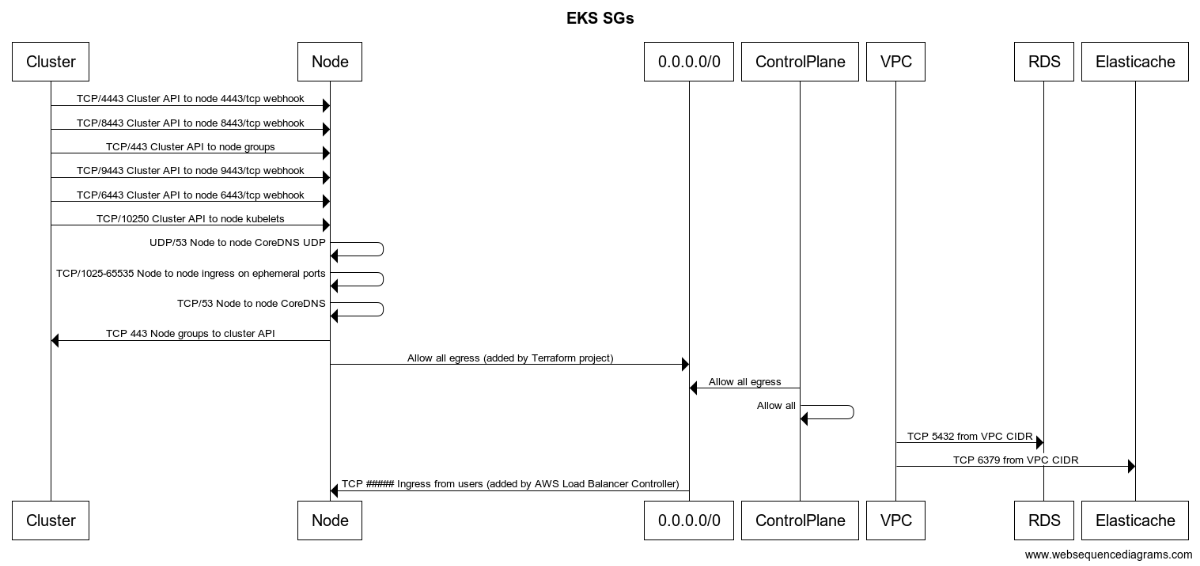 EKS SGs
Cluster
Node
0.0.0.0/0
ControlPlane
VPC
RDS
Elasticache
TCP/4443 Cluster API to node 4443/tcp webhook
TCP/8443 Cluster API to node 8443/tcp webhook
TCP/443 Cluster API to node groups
TCP/9443 Cluster API to node 9443/tcp webhook
TCP/6443 Cluster API to node 6443/tcp webhook
TCP/10250 Cluster API to node kubelets
UDP/53 Node to node CoreDNS UDP
TCP/1025-65535 Node to node ingress on ephemeral ports
TCP/53 Node to node CoreDNS
TCP 443 Node groups to cluster API
Allow all egress (added by Terraform project)
Allow all egress
Allow all
TCP 5432 from VPC CIDR
TCP 6379 from VPC CIDR
TCP ##### Ingress from users (added by AWS Load Balancer Controller)
Cluster
Node
0.0.0.0/0
ControlPlane
VPC
RDS
Elasticache
www.websequencediagrams.com